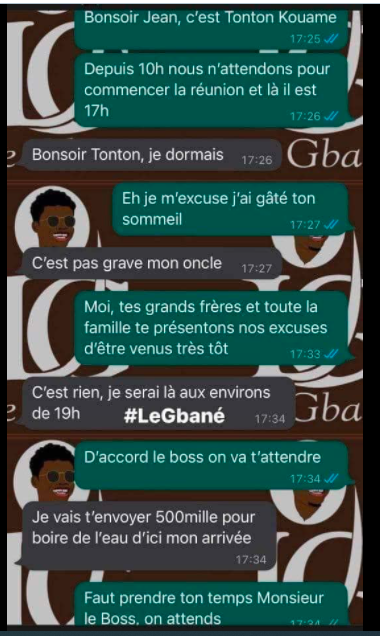 Bonsoir Jean, c'est Tonton Kouame
17:25
Depuis 10h nous n'attendons pour
commencer la réunion et là il est
17h
17:26
Bonsoir Tonton, je dormais
17:26
Gba
Eh je m'excuse j'ai gâté ton
sommeil
17:27
C'est pas grave mon oncle
17:27
Moi, tes grands frères et toute la
famille te présentons nos excuses
d'être venus très tôt
17:33
C'est rien, je serai là aux environs
de 19h
#LeGbané
17:34
Gba
D'accord le boss on va t'attendre
17:34
Je vais t'envoyer 500mille pour
boire de l'eau d'ici mon arrivée
17:34
Faut prendre ton temps Monsieur
le Boss, on attends
17:34